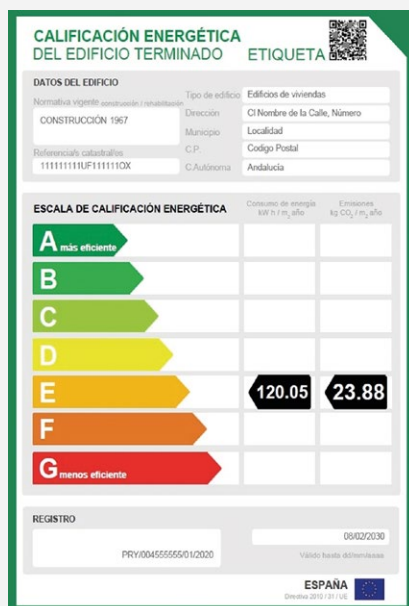 CALIFICACIÓN ENERGÉTICA
DEL EDIFICIO TERMINADO ETIQUETA
DATOS DEL EDIFICIO
Normativa vigente construcción / rehabilitación
CONSTRUCCIÓN 1967
Referencia/s catastral/es
111111111UF111111OX
Tipo de edificio Edificios de viviendas
Dirección Cl Nombre de la Calle, Número
Municipio Localidad
C.P. Codigo Postal
C.Autónoma Andalucia
ESCALA DE CALIFICACIÓN ENERGÉTICA
Consumo de energía
kW h / m² año
Emisiones
kg CO₂ / m² año
A más eficiente
B
C
D
E 120.05 23.88
F
G menos eficiente
REGISTRO
PRY/004555555/01/2020
08/02/2030
Válido hasta dd/mm/aaaa
ESPAÑA
Directiva 2010 / 31 / UE